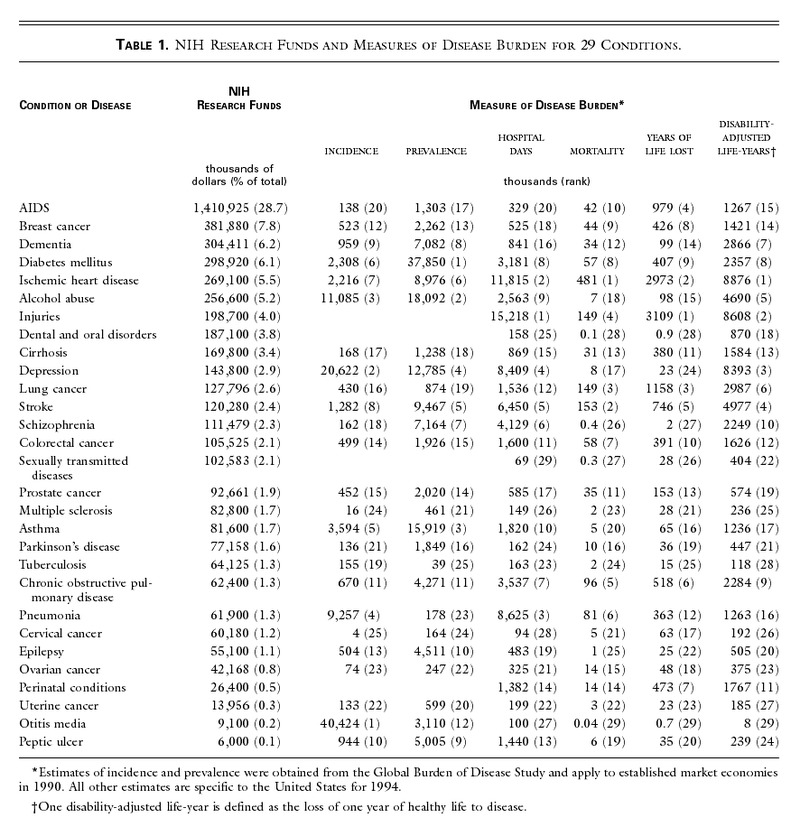 TABLE 1. NIH RESEARCH FUNDS AND MEASURES OF DISEASE BURDEN FOR 29 CONDITIONS.
CONDITION OR DISEASE NIH RESEARCH FUNDS MEASURE OF DISEASE BURDEN*
INCIDENCE PREVALENCE HOSPITAL DAYS MORTALITY YEARS OF LIFE LOST DISABILITY-ADJUSTED LIFE-YEARS†
thousands of dollars (% of total) thousands (rank)
AIDS 1,410,925 (28.7) 138 (20) 1,303 (17) 329 (20) 42 (10) 979 (4) 1267 (15)
Breast cancer 381,880 (7.8) 523 (12) 2,262 (13) 525 (18) 44 (9) 426 (8) 1421 (14)
Dementia 304,411 (6.2) 959 (9) 7,082 (8) 841 (16) 34 (12) 99 (14) 2866 (7)
Diabetes mellitus 298,920 (6.1) 2,308 (6) 37,850 (1) 3,181 (8) 57 (8) 407 (9) 2357 (8)
Ischemic heart disease 269,100 (5.5) 2,216 (7) 8,976 (6) 11,815 (2) 481 (1) 2973 (2) 8876 (1)
Alcohol abuse 256,600 (5.2) 11,085 (3) 18,092 (2) 2,563 (9) 7 (18) 98 (15) 4690 (5)
Injuries 198,700 (4.0) 15,218 (1) 149 (4) 3109 (1) 8608 (2)
Dental and oral disorders 187,100 (3.8) 158 (25) 0.1 (28) 0.9 (28) 870 (18)
Cirrhosis 169,800 (3.4) 168 (17) 1,238 (18) 869 (15) 31 (13) 380 (11) 1584 (13)
Depression 143,800 (2.9) 20,622 (2) 12,785 (4) 8,409 (4) 8 (17) 23 (24) 8393 (3)
Lung cancer 127,796 (2.6) 430 (16) 874 (19) 1,536 (12) 149 (3) 1158 (3) 2987 (6)
Stroke 120,280 (2.4) 1,282 (8) 9,467 (5) 6,450 (5) 153 (2) 746 (5) 4977 (4)
Schizophrenia 111,479 (2.3) 162 (18) 7,164 (7) 4,129 (6) 0.4 (26) 2 (27) 2249 (10)
Colorectal cancer 105,525 (2.1) 499 (14) 1,926 (15) 1,600 (11) 58 (7) 391 (10) 1626 (12)
Sexually transmitted 102,583 (2.1) 69 (29) 0.3 (27) 28 (26) 404 (22)
diseases
Prostate cancer 92,661 (1.9) 452 (15) 2,020 (14) 585 (17) 35 (11) 153 (13) 574 (19)
Multiple sclerosis 82,800 (1.7) 16 (24) 461 (21) 149 (26) 2 (23) 28 (21) 236 (25)
Asthma 81,600 (1.7) 3,594 (5) 15,919 (3) 1,820 (10) 5 (20) 65 (16) 1236 (17)
Parkinson's disease 77,158 (1.6) 136 (21) 1,849 (16) 162 (24) 10 (16) 36 (19) 447 (21)
Tuberculosis 64,125 (1.3) 155 (19) 39 (25) 163 (23) 2 (24) 15 (25) 118 (28)
Chronic obstructive pul- 62,400 (1.3) 670 (11) 4,271 (11) 3,537 (7) 96 (5) 518 (6) 2284 (9)
monary disease
Pneumonia 61,900 (1.3) 9,257 (4) 178 (23) 8,625 (3) 81 (6) 363 (12) 1263 (16)
Cervical cancer 60,180 (1.2) 4 (25) 164 (24) 94 (28) 5 (21) 63 (17) 192 (26)
Epilepsy 55,100 (1.1) 504 (13) 4,511 (10) 483 (19) 1 (25) 25 (22) 505 (20)
Ovarian cancer 42,168 (0.8) 74 (23) 247 (22) 325 (21) 14 (15) 48 (18) 375 (23)
Perinatal conditions 26,400 (0.5) 1,382 (14) 14 (14) 473 (7) 1767 (11)
Uterine cancer 13,956 (0.3) 133 (22) 599 (20) 199 (22) 3 (22) 23 (23) 185 (27)
Otitis media 9,100 (0.2) 40,424 (1) 3,110 (12) 100 (27) 0.04 (29) 0.7 (29) 8 (29)
Peptic ulcer 6,000 (0.1) 944 (10) 5,005 (9) 1,440 (13) 6 (19) 35 (20) 239 (24)
*Estimates of incidence and prevalence were obtained from the Global Burden of Disease Study and apply to established market economies
in 1990. All other estimates are specific to the United States for 1994.
†One disability-adjusted life-year is defined as the loss of one year of healthy life to disease.